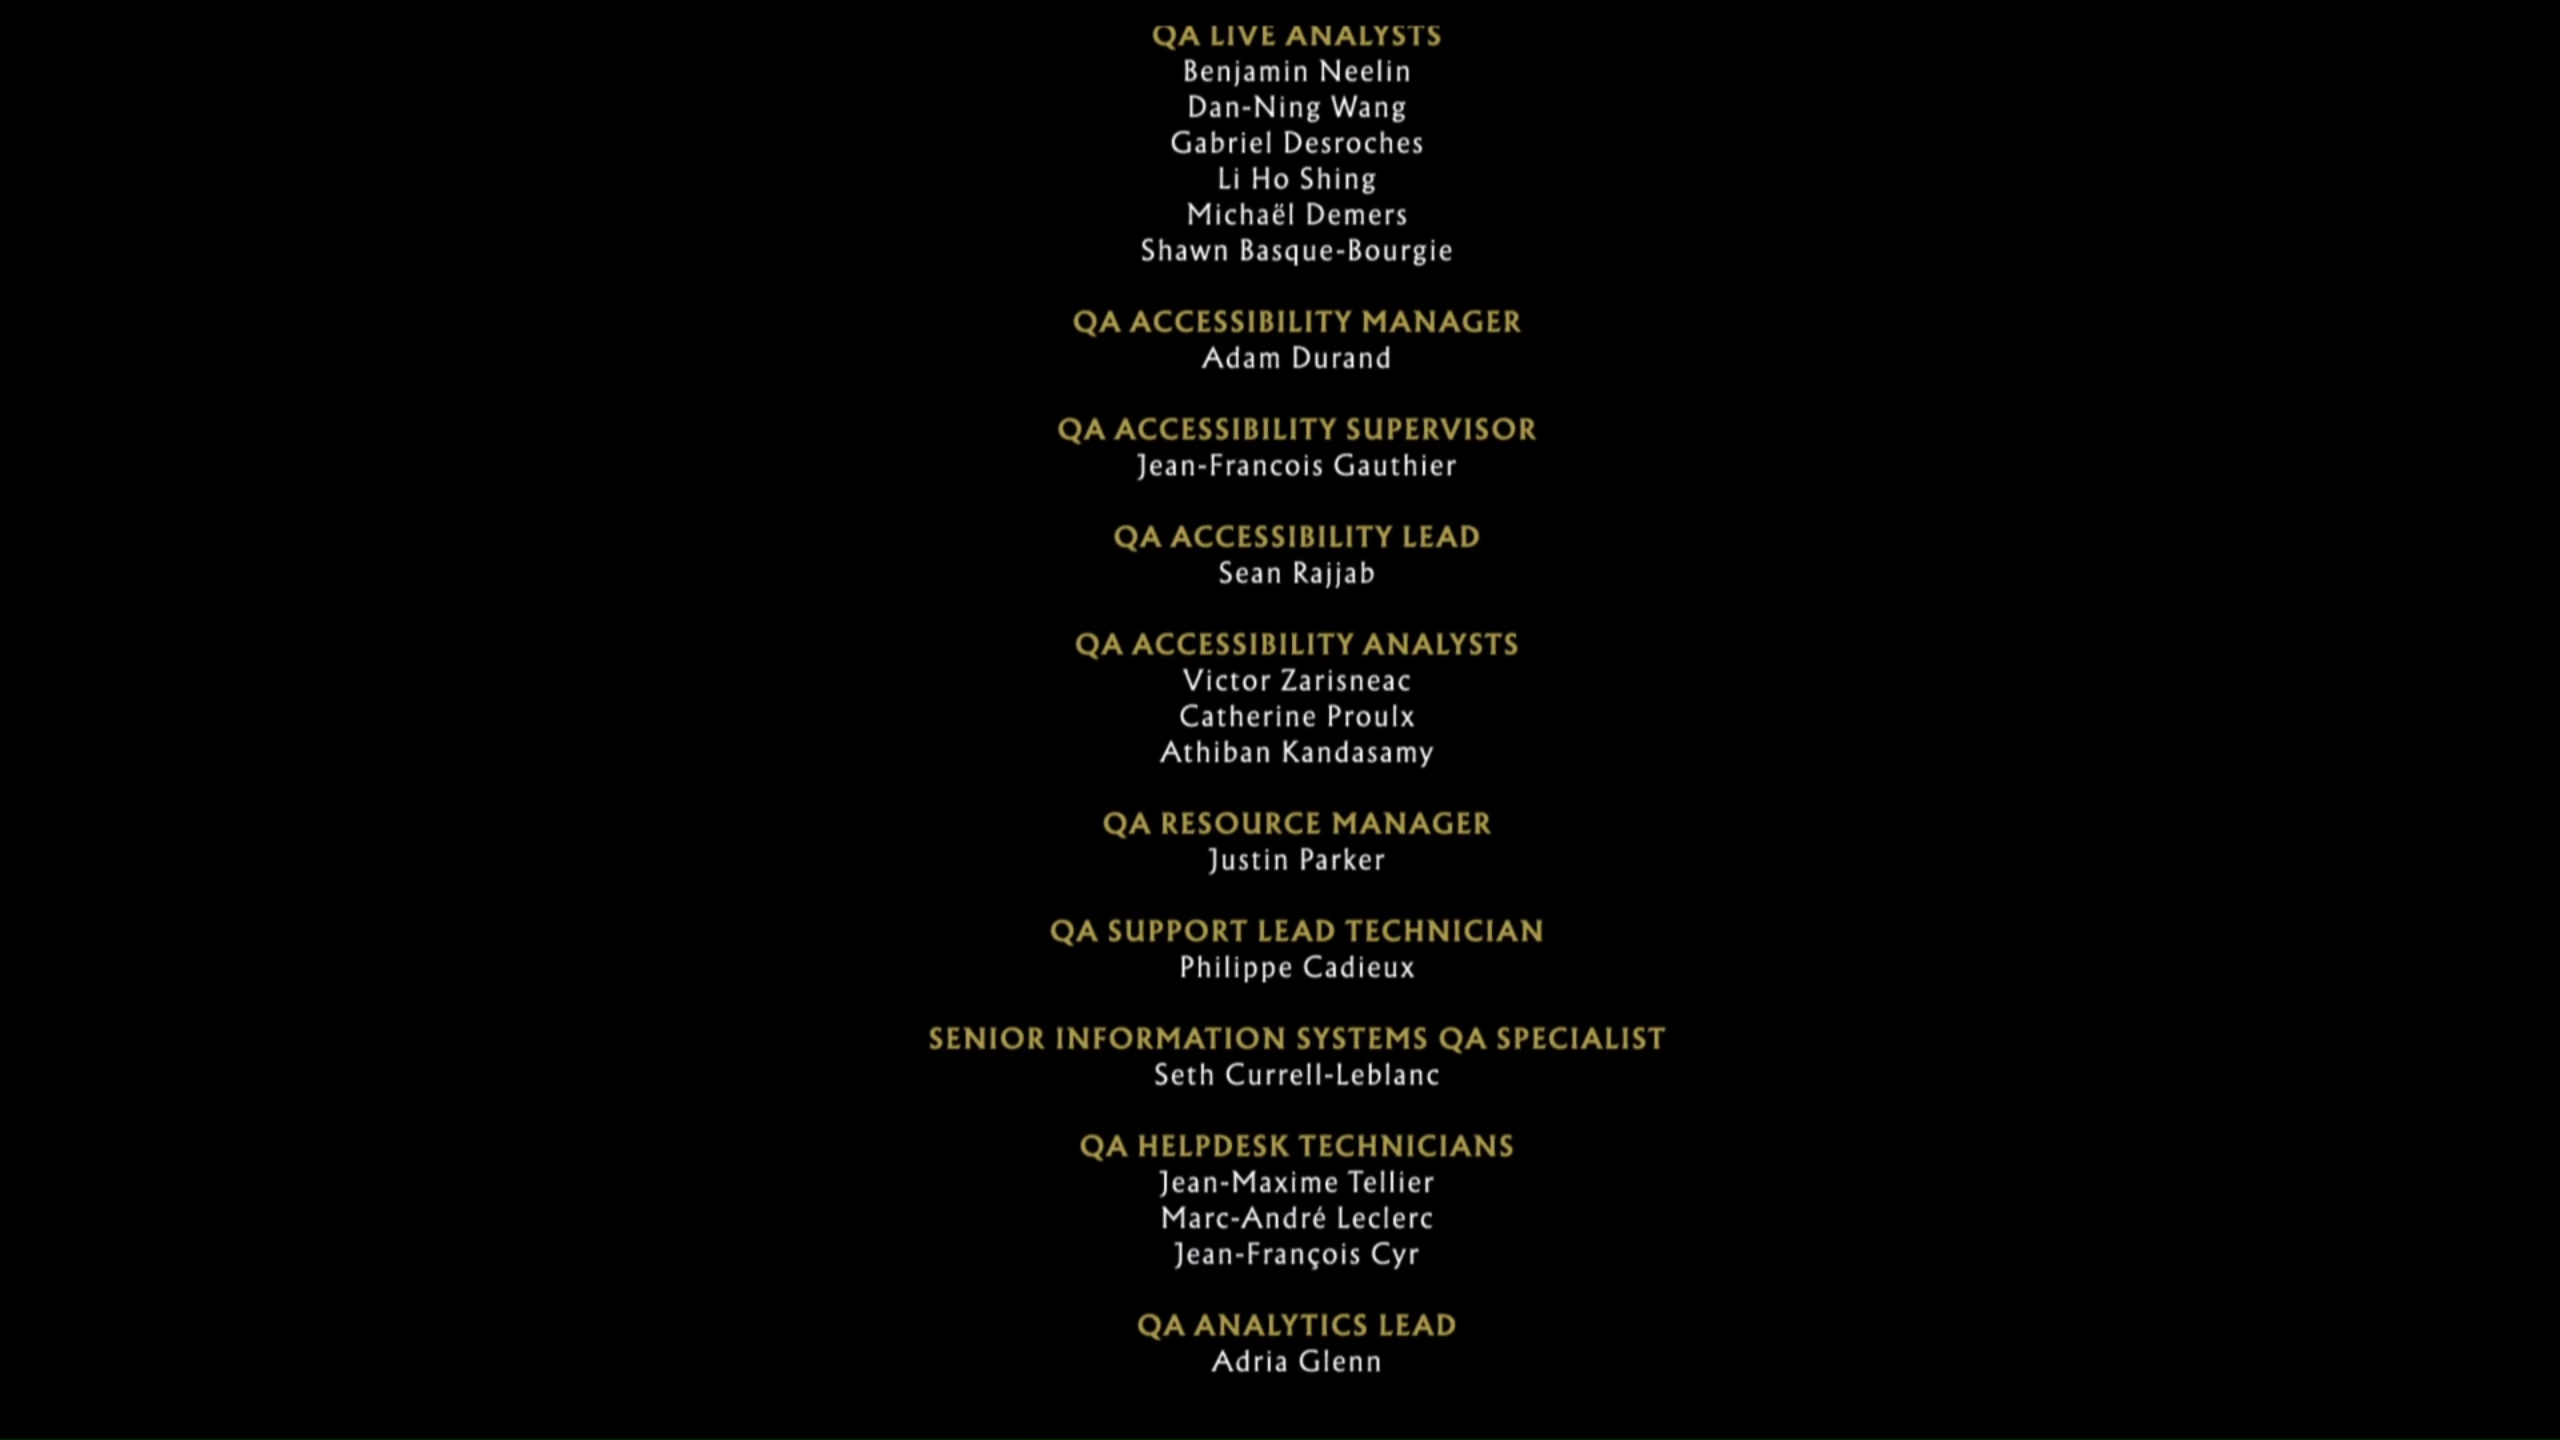 QA LIVE ANALYSTS
Benjamin Neelin
Dan-Ning Wang
Gabriel Desroches
Li Ho Shing
Michaël Demers
Shawn Basque-Bourgie
QA ACCESSIBILITY MANAGER
Adam Durand
QA ACCESSIBILITY SUPERVISOR
Jean-Francois Gauthier
QA ACCESSIBILITY LEAD
Sean Rajjab
QA ACCESSIBILITY ANALYSTS
Victor Zarisneac
Catherine Proulx
Athiban Kandasamy
QA RESOURCE MANAGER
Justin Parker
QA SUPPORT LEAD TECHNICIAN
Philippe Cadieux
SENIOR INFORMATION SYSTEMS QA SPECIALIST
Seth Currell-Leblanc
QA HELPDESK TECHNICIANS
Jean-Maxime Tellier
Marc-André Leclerc
Jean-François Cyr
QA ANALYTICS LEAD
Adria Glenn